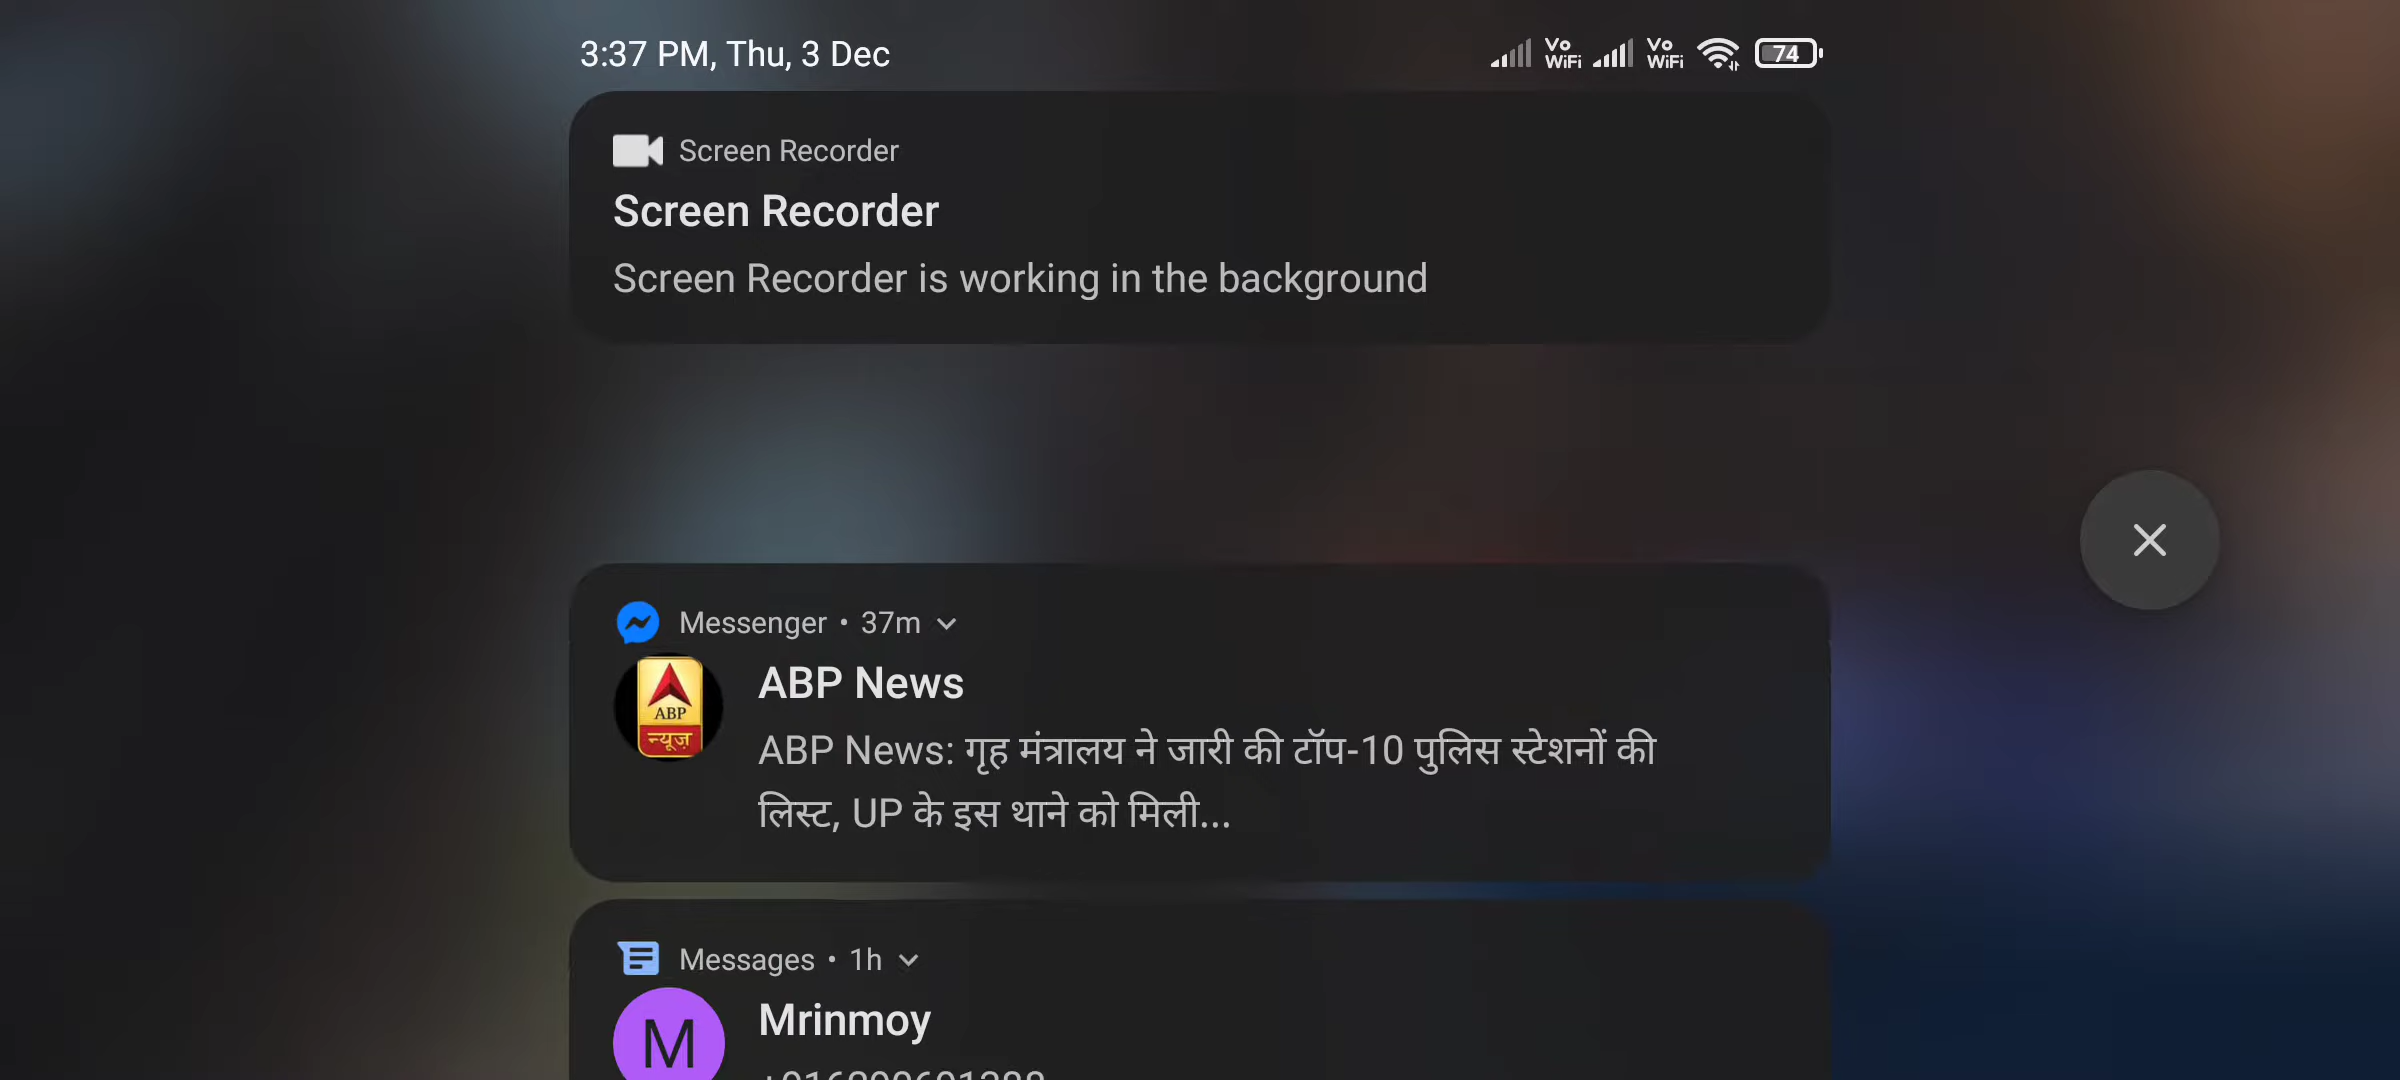 3:37 PM, Thu, 3 Dec
Vo WiFi Vo WiFi 74
Screen Recorder
Screen Recorder
Screen Recorder is working in the background
Messenger • 37m
ABP
न्यूज़
ABP News
ABP News: गृह मंत्रालय ने जारी की टॉप-10 पुलिस स्टेशनों की
लिस्ट, UP के इस थाने को मिली...
Messages • 1h
M
Mrinmoy